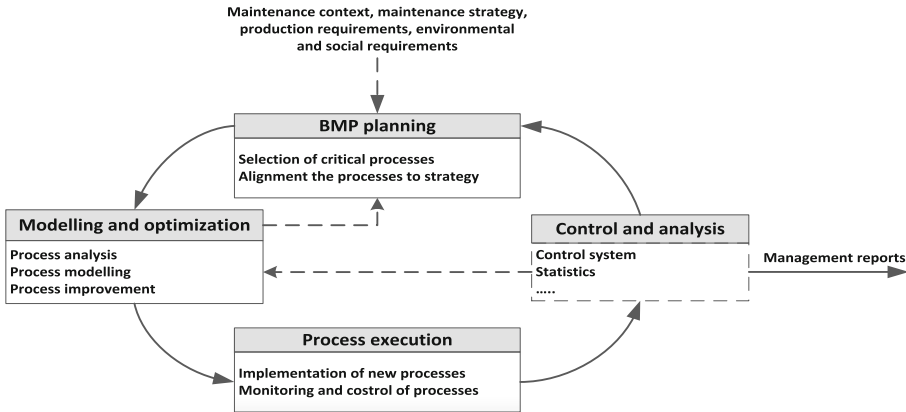 Maintenance context, maintenance strategy,
production requirements, environmental
and social requirements
BMP planning
Selection of critical processes
Alignment the processes to strategy
Modelling and optimization
Process analysis
Process modelling
Process improvement
Control and analysis
Control system
Statistics
.....
Management reports
Process execution
Implementation of new processes
Monitoring and costrol of processes